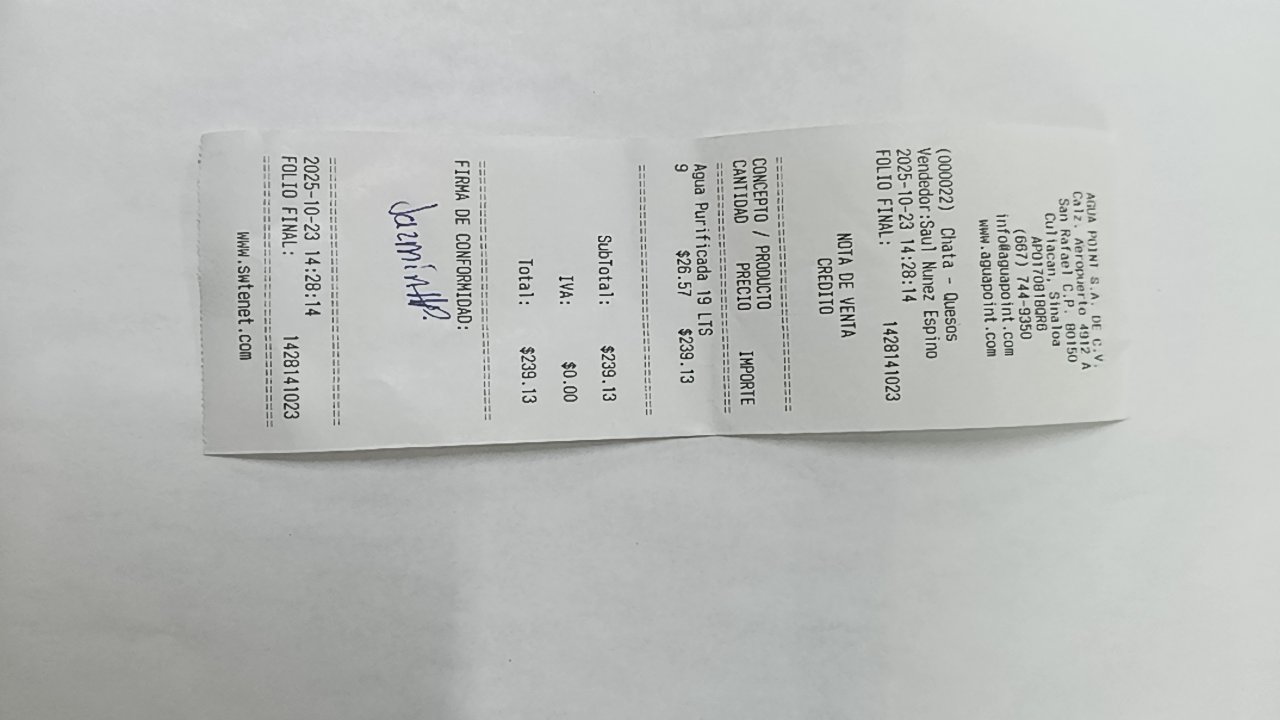 AGUA POINT S.A. DE C.V.
Calz. Aeropuerto 4912 A
San Rafael C.P. 80150
Culiacan, Sinaloa
APO170818QR6
(667) 744-9350
info@aguapoint.com
www.aguapoint.com
(000022) Chata - Quesos
Vendedor:Saul Nunez Espino
2025-10-23 14:28:14
FOLIO FINAL: 1428141023
NOTA DE VENTA
CREDITO
==============================
CONCEPTO / PRODUCTO
CANTIDAD PRECIO IMPORTE
==============================
Agua Purificada 19 LTS
9 $26.57 $239.13
==============================
SubTotal: $239.13
IVA: $0.00
Total: $239.13
==============================
FIRMA DE CONFORMIDAD:
Jazmin HP.
==============================
2025-10-23 14:28:14
FOLIO FINAL: 1428141023
==============================
www.swtenet.com